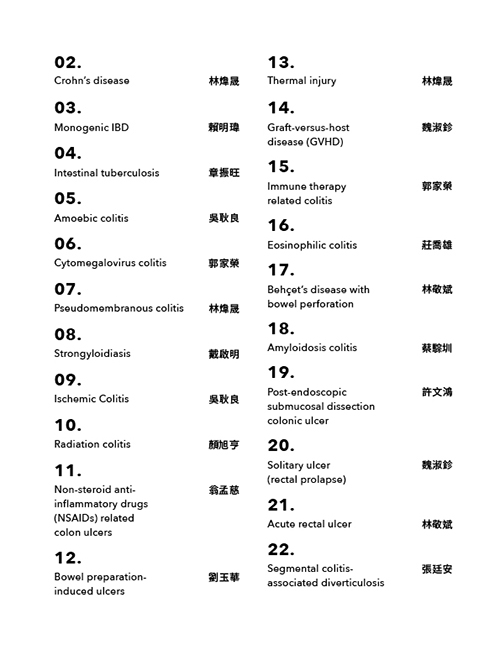 02.
Crohn's disease 林煒晟
03.
Monogenic IBD 賴明瑋
04.
Intestinal tuberculosis 章振旺
05.
Amoebic colitis 吳耿良
06.
Cytomegalovirus colitis 郭家榮
07.
Pseudomembranous colitis 林煒晟
08.
Strongyloidiasis 戴啟明
09.
Ischemic Colitis 吳耿良
10.
Radiation colitis 顏旭亨
11.
Non-steroid anti- 翁孟慈
inflammatory drugs
(NSAIDs) related
colon ulcers
12.
Bowel preparation- 劉玉華
induced ulcers
13.
Thermal injury 林煒晟
14.
Graft-versus-host 魏淑鉁
disease (GVHD)
15.
Immune therapy 郭家榮
related colitis
16.
Eosinophilic colitis 莊喬雄
17.
Behçet's disease with 林敬斌
bowel perforation
18.
Amyloidosis colitis 蔡騌圳
19.
Post-endoscopic 許文鴻
submucosal dissection
colonic ulcer
20.
Solitary ulcer 魏淑鉁
(rectal prolapse)
21.
Acute rectal ulcer 林敬斌
22.
Segmental colitis- 張廷安
associated diverticulosis